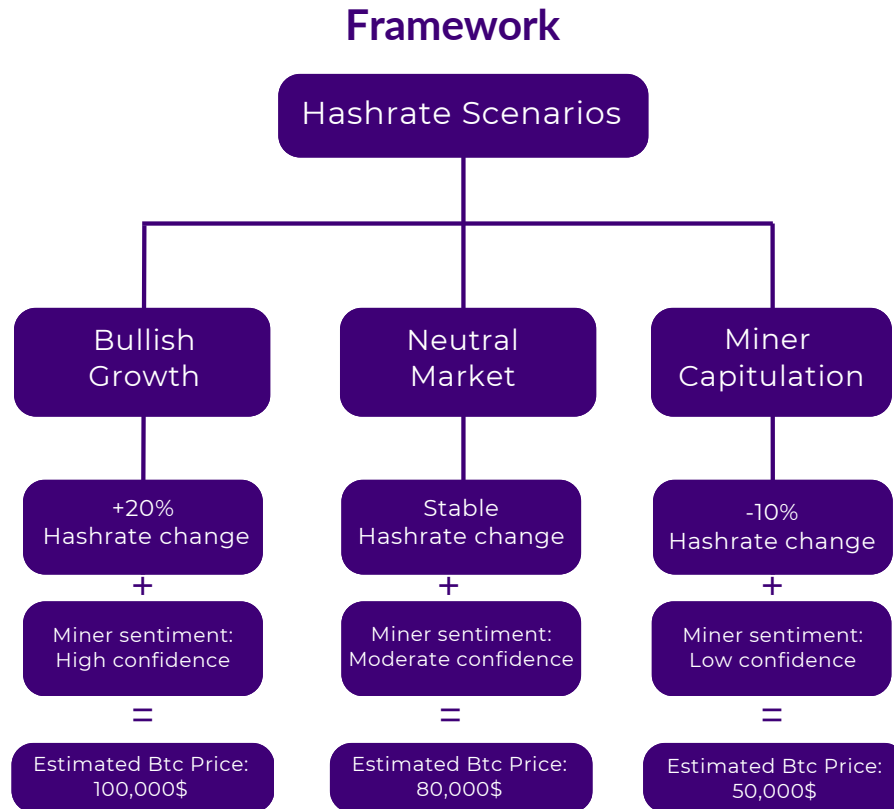 Framework
Hashrate Scenarios
Bullish
Growth
Neutral
Market
Miner
Capitulation
+20%
Hashrate change
Stable
Hashrate change
-10%
Hashrate change
+
+
+
Miner sentiment:
High confidence
Miner sentiment:
Moderate confidence
Miner sentiment:
Low confidence
=
=
=
Estimated Btc Price:
100,000$
Estimated Btc Price:
80,000$
Estimated Btc Price:
50,000$